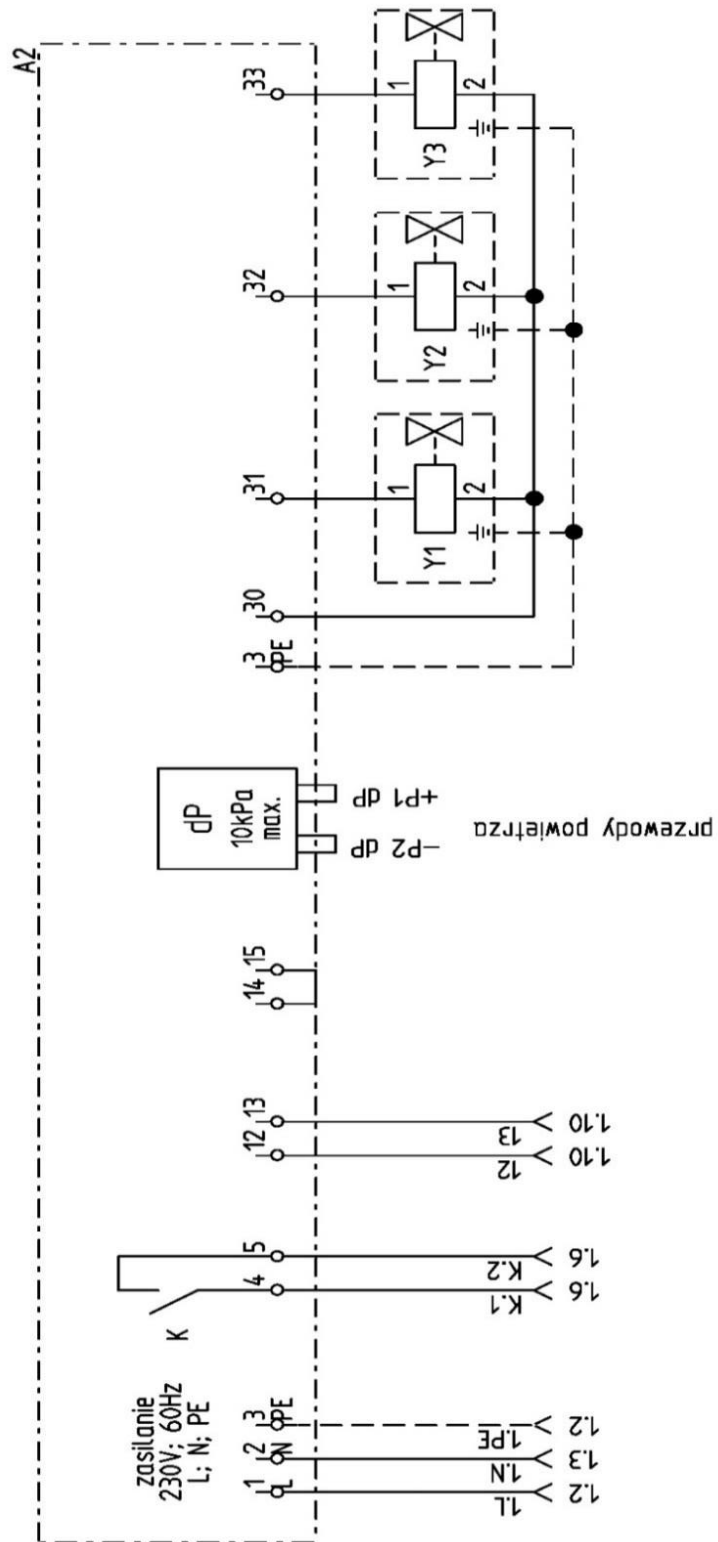 A2
zasilanie
230V; 60Hz
L; N; PE
1 2 3
L N PE
K
4 5
12 13
14 15
dP
10kPa
max.
3 30 31 32 33
PE
1.L 1.N 1.PE
K.1 K.2
12 13
-P2 dP
+P1 dP
przewody powietrza
1 1 1
Y1 Y2 Y3
2 2 2
1.2 1.3 1.2
1.6 1.6
1.10 1.10